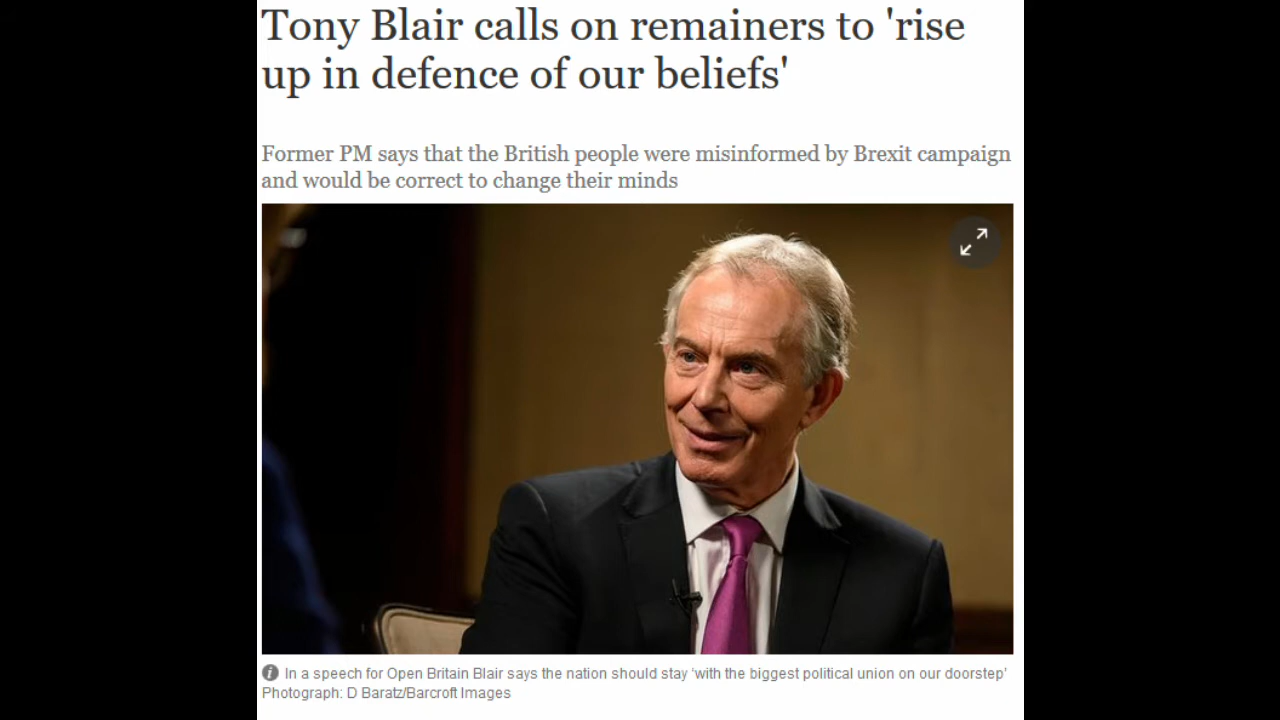 Tony Blair calls on remainers to 'rise
up in defence of our beliefs'
Former PM says that the British people were misinformed by Brexit campaign
and would be correct to change their minds
In a speech for Open Britain Blair says the nation should stay ‘with the biggest political union on our doorstep’
Photograph: D Baratz/Barcroft Images